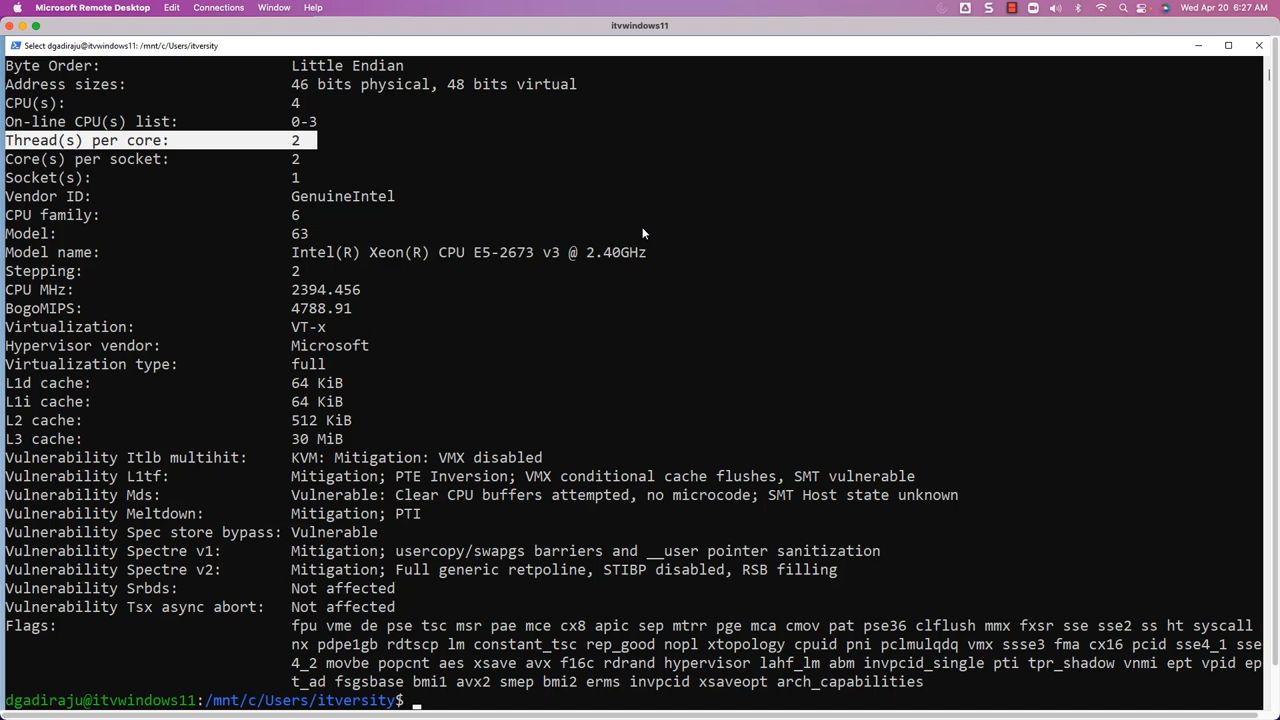 Microsoft Remote Desktop Edit Connections Window Help Wed Apr 20 6:27 AM
itvwindows11
Select dgadiraju@itvwindows11: /mnt/c/Users/itversity
Byte Order: Little Endian
Address sizes: 46 bits physical, 48 bits virtual
CPU(s): 4
On-line CPU(s) list: 0-3
Thread(s) per core: 2
Core(s) per socket: 2
Socket(s): 1
Vendor ID: GenuineIntel
CPU family: 6
Model: 63
Model name: Intel(R) Xeon(R) CPU E5-2673 v3 @ 2.40GHz
Stepping: 2
CPU MHz: 2394.456
BogoMIPS: 4788.91
Virtualization: VT-x
Hypervisor vendor: Microsoft
Virtualization type: full
L1d cache: 64 KiB
L1i cache: 64 KiB
L2 cache: 512 KiB
L3 cache: 30 MiB
Vulnerability Itlb multihit: KVM: Mitigation: VMX disabled
Vulnerability L1tf: Mitigation; PTE Inversion; VMX conditional cache flushes, SMT vulnerable
Vulnerability Mds: Vulnerable: Clear CPU buffers attempted, no microcode; SMT Host state unknown
Vulnerability Meltdown: Mitigation; PTI
Vulnerability Spec store bypass: Vulnerable
Vulnerability Spectre v1: Mitigation; usercopy/swapgs barriers and __user pointer sanitization
Vulnerability Spectre v2: Mitigation; Full generic retpoline, STIBP disabled, RSB filling
Vulnerability Srbds: Not affected
Vulnerability Tsx async abort: Not affected
Flags: fpu vme de pse tsc msr pae mce cx8 apic sep mtrr pge mca cmov pat pse36 clflush mmx fxsr sse sse2 ss ht syscall
nx pdpe1gb rdtscp lm constant_tsc rep_good nopl xtopology cpuid pni pclmulqdq vmx ssse3 fma cx16 pcid sse4_1 sse
4_2 movbe popcnt aes xsave avx f16c rdrand hypervisor lahf_lm abm invpcid_single pti tpr_shadow vnmi ept vpid ep
t_ad fsgsbase bmi1 avx2 smep bmi2 erms invpcid xsaveopt arch_capabilities
dgadiraju@itvwindows11:/mnt/c/Users/itversity$